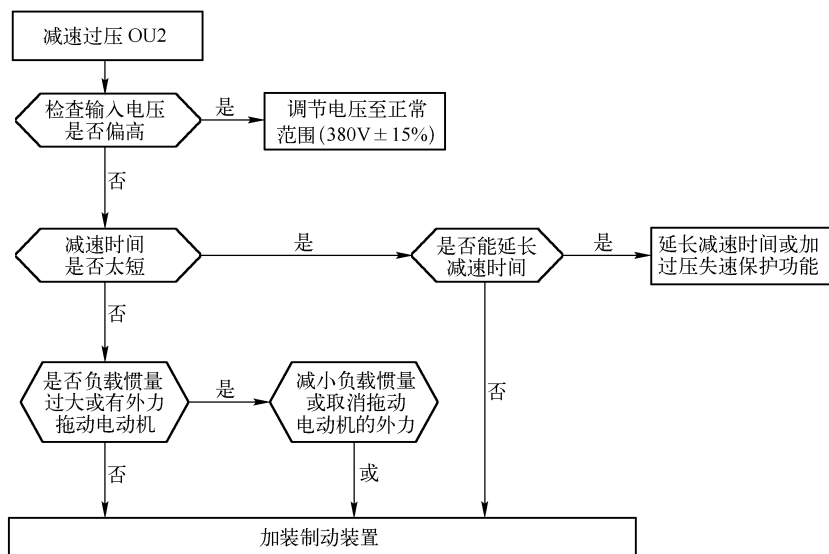 减速过压 OU2
检查输入电压
是否偏高
是
调节电压至正常
范围(380V±15%)
否
减速时间
是否太短
是
是否能延长
减速时间
是
延长减速时间或加
过压失速保护功能
否
是否负载惯量
过大或有外力
拖动电动机
是
减小负载惯量
或取消拖动
电动机的外力
否
否
或
加装制动装置